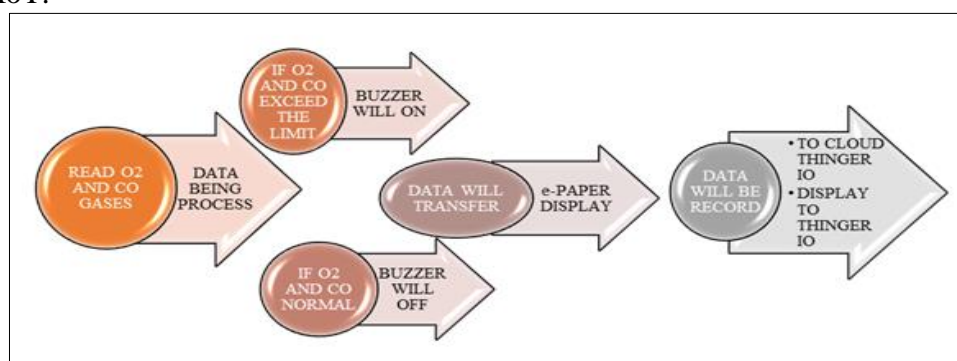 READ O2
AND CO
GASES
DATA
BEING
PROCESS
IF O2
AND CO
EXCEED
THE
LIMIT
BUZZER
WILL ON
IF O2
AND CO
NORMAL
BUZZER
WILL
OFF
DATA WILL
TRANSFER
e-PAPER
DISPLAY
DATA
WILL BE
RECORD
• TO CLOUD
THINGER
IO
• DISPLAY
TO
THINGER
IO